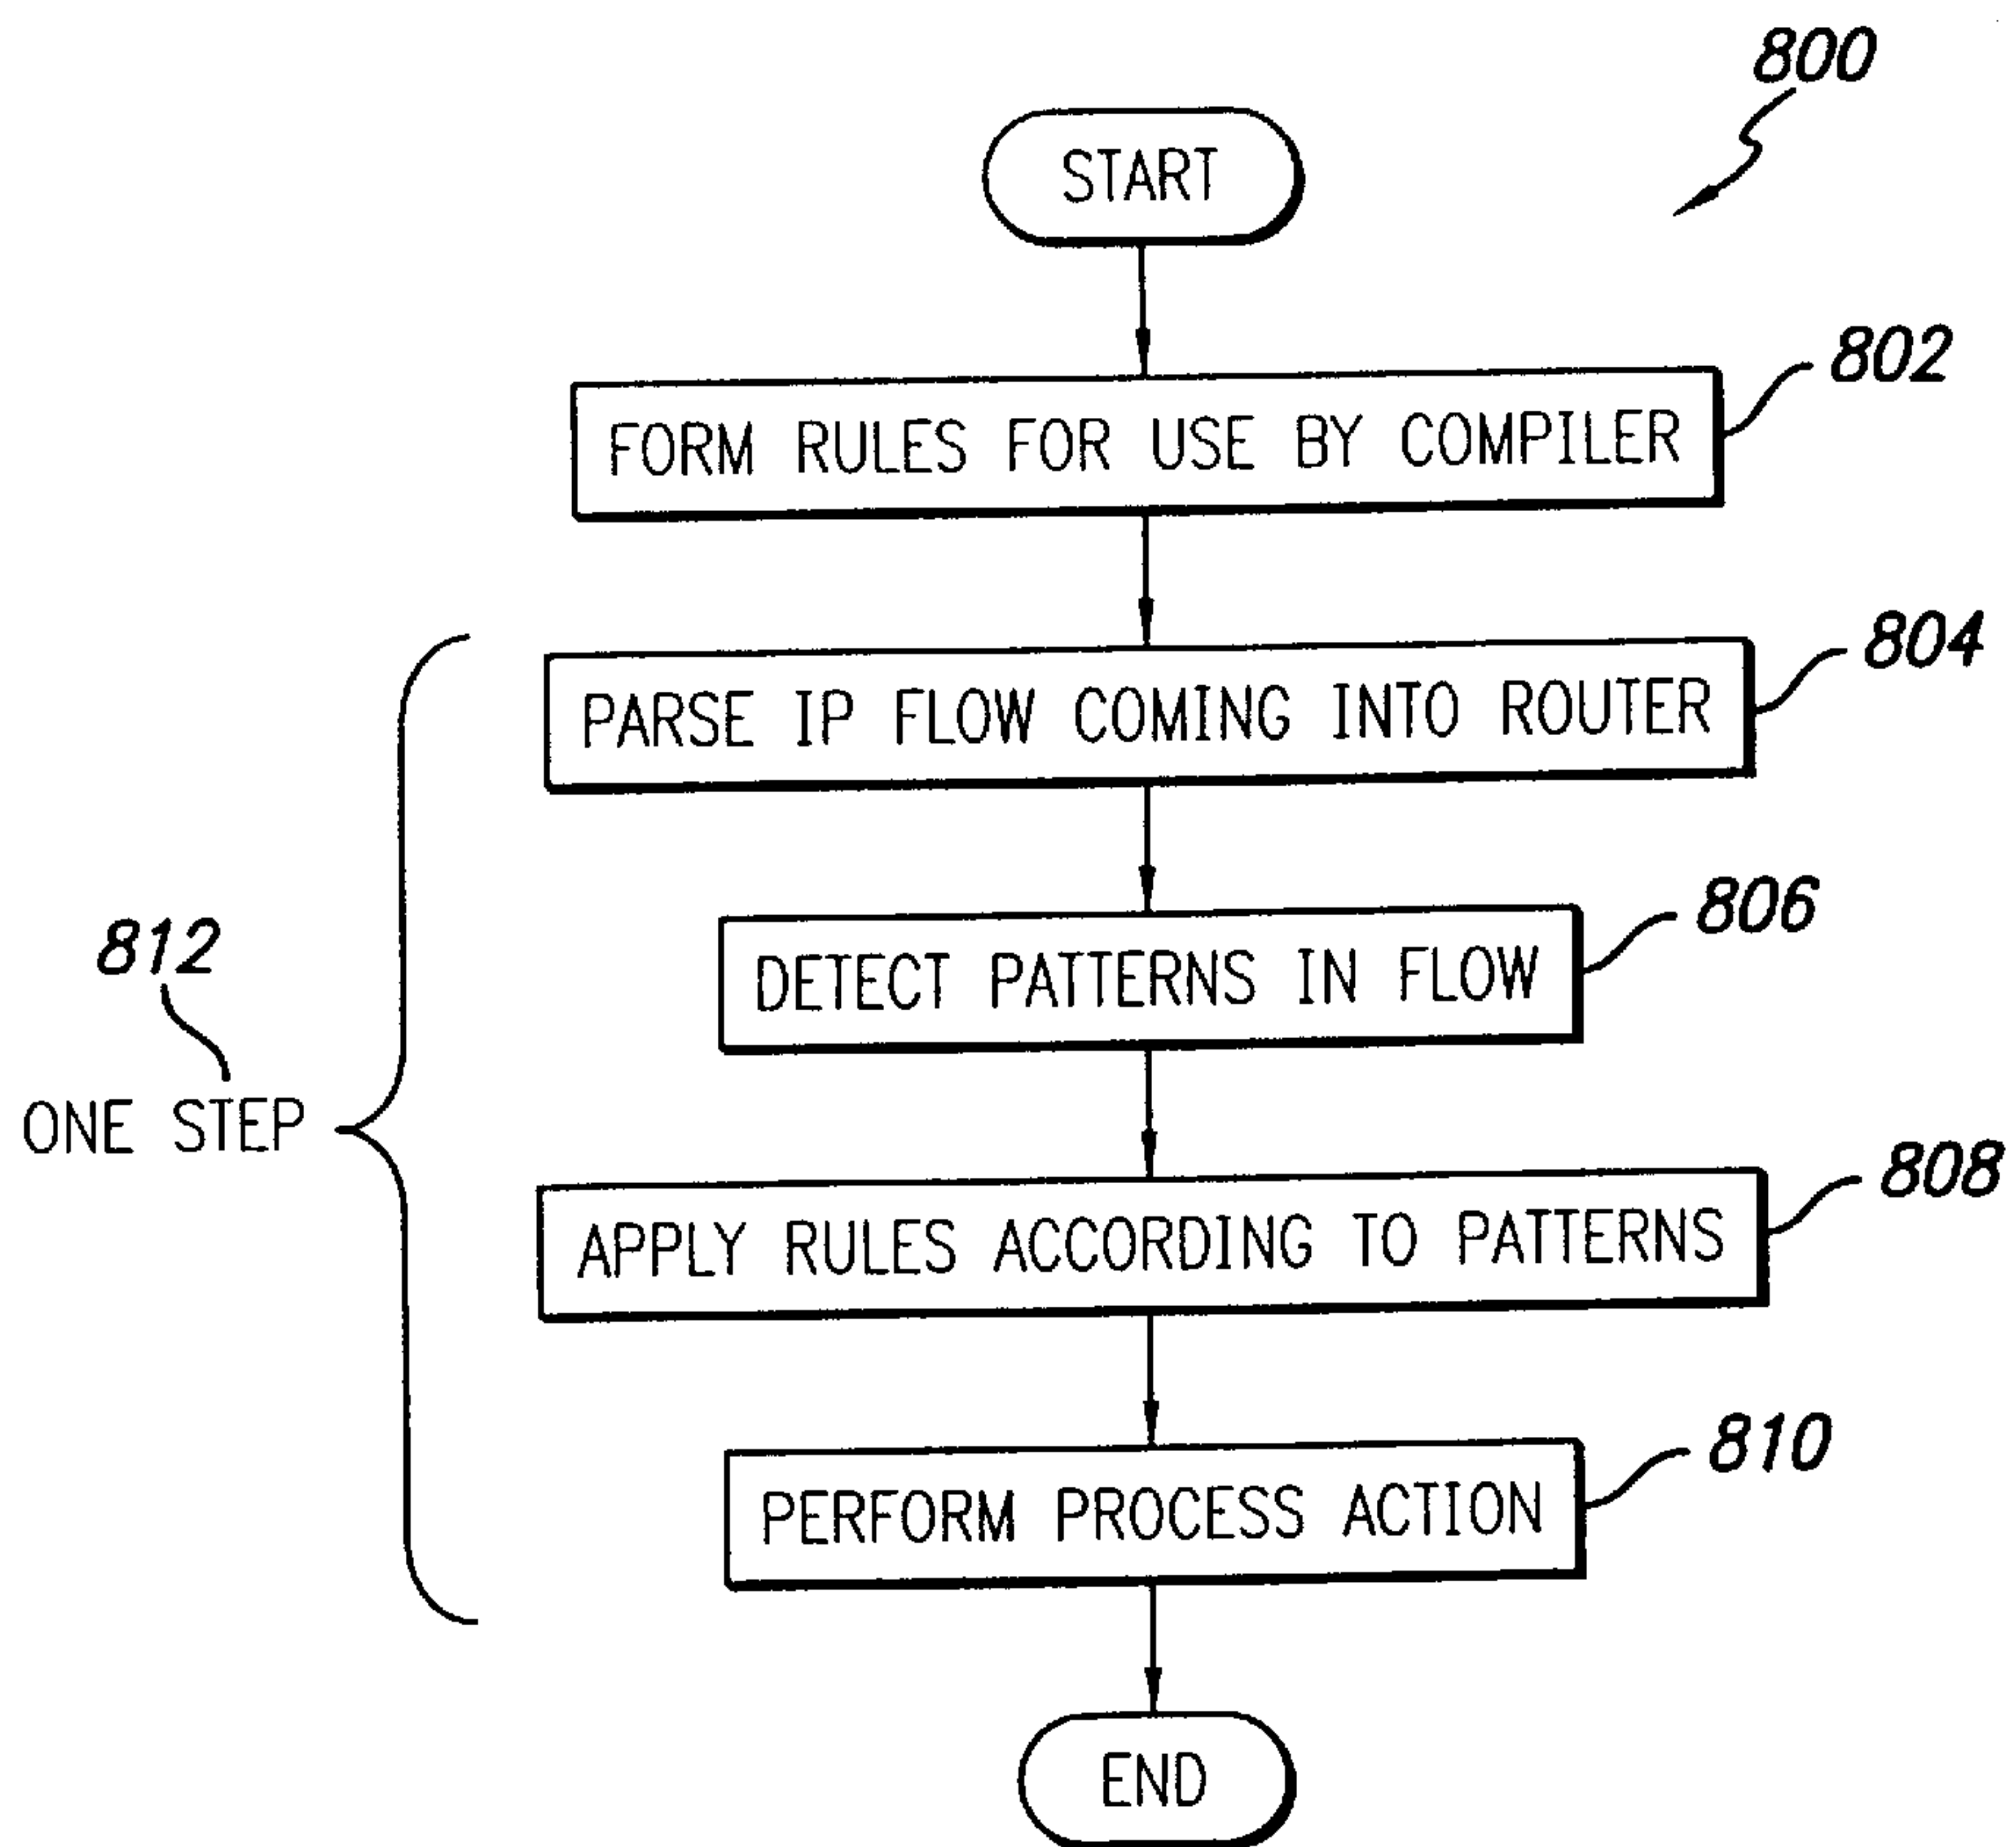 800
START
802
FORM RULES FOR USE BY COMPILER
804
PARSE IP FLOW COMING INTO ROUTER
806
DETECT PATTERNS IN FLOW
812
ONE STEP
808
APPLY RULES ACCORDING TO PATTERNS
810
PERFORM PROCESS ACTION
END